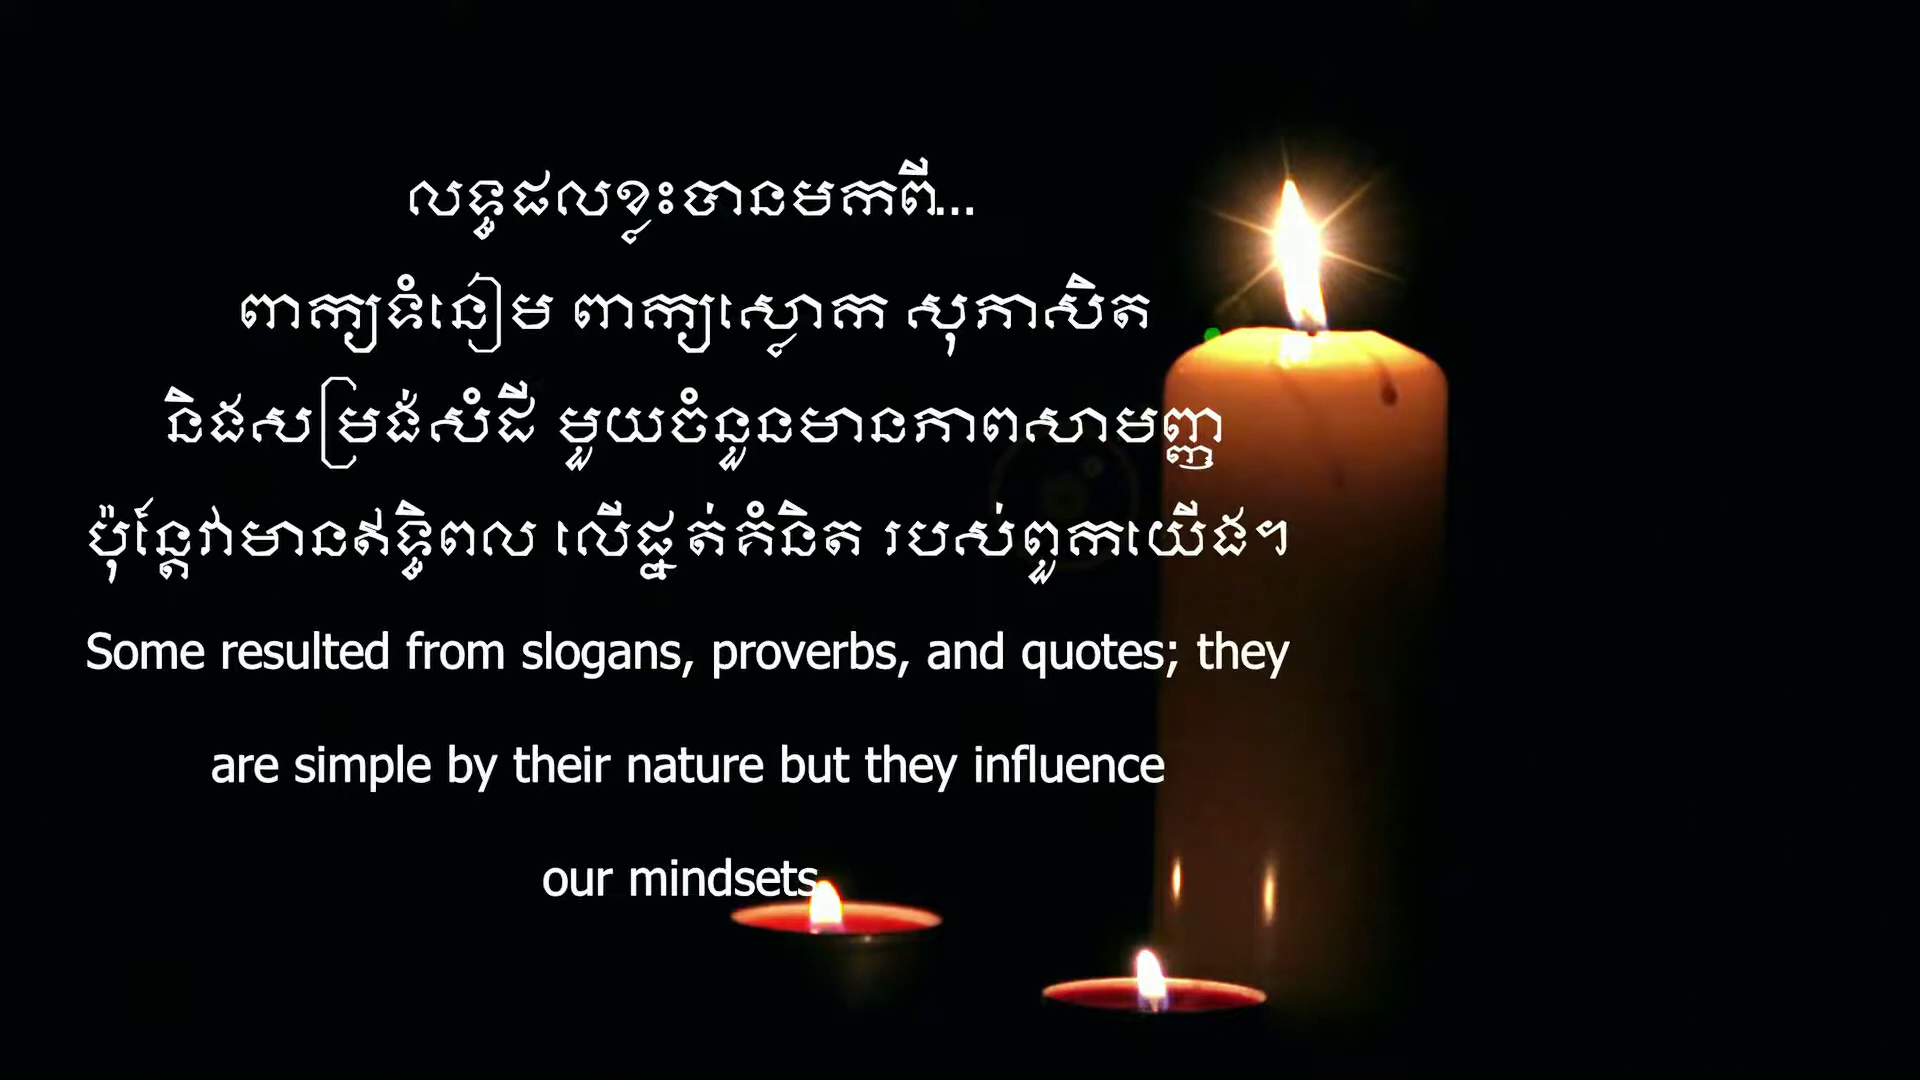 លទ្ធផលខ្លះបានមកពី...
ពាក្យទំនៀម ពាក្យស្លោក សុភាសិត
និងសម្រង់សំដី មួយចំនួនមានភាពសាមញ្ញ
ប៉ុន្តែវាមានឥទ្ធិពល លើផ្នត់គំនិត របស់ពួកយើង។
Some resulted from slogans, proverbs, and quotes; they
are simple by their nature but they influence
our mindsets